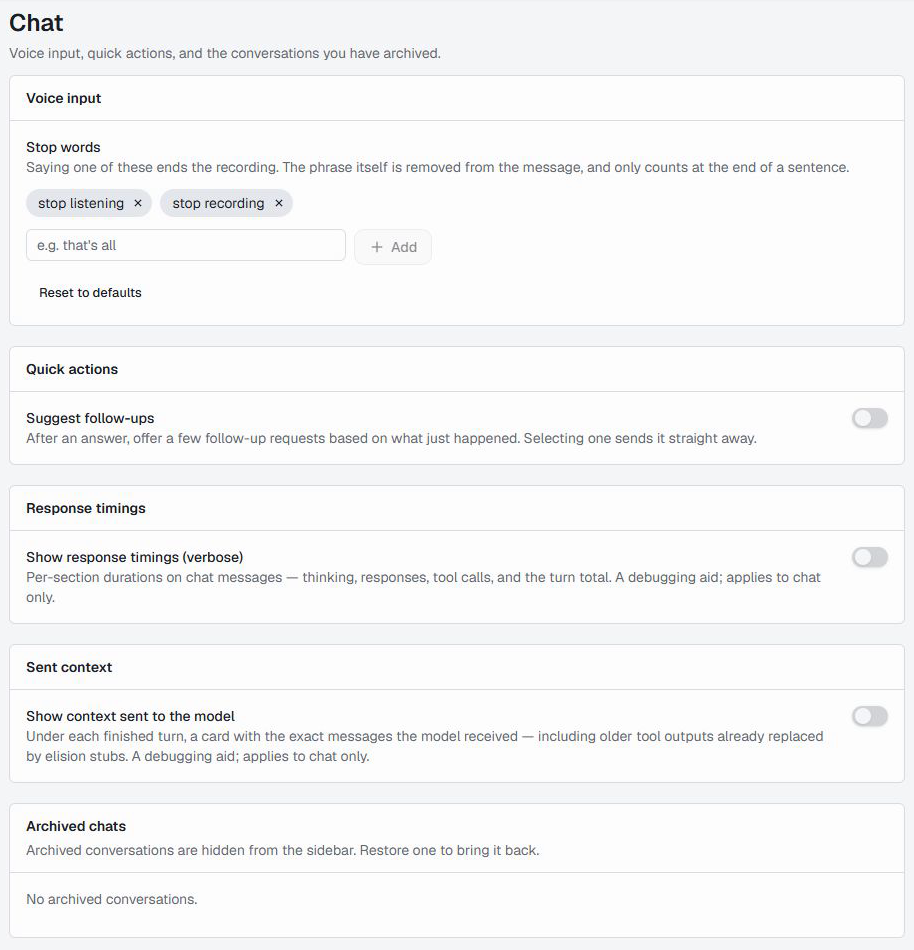 Chat
Voice input, quick actions, and the conversations you have archived.
Voice input
Stop words
Saying one of these ends the recording. The phrase itself is removed from the message, and only counts at the end of a sentence.
stop listening ×
stop recording ×
e.g. that's all
+ Add
Reset to defaults
Quick actions
Suggest follow-ups
After an answer, offer a few follow-up requests based on what just happened. Selecting one sends it straight away.
Response timings
Show response timings (verbose)
Per-section durations on chat messages — thinking, responses, tool calls, and the turn total. A debugging aid; applies to chat
only.
Sent context
Show context sent to the model
Under each finished turn, a card with the exact messages the model received — including older tool outputs already replaced
by elision stubs. A debugging aid; applies to chat only.
Archived chats
Archived conversations are hidden from the sidebar. Restore one to bring it back.
No archived conversations.